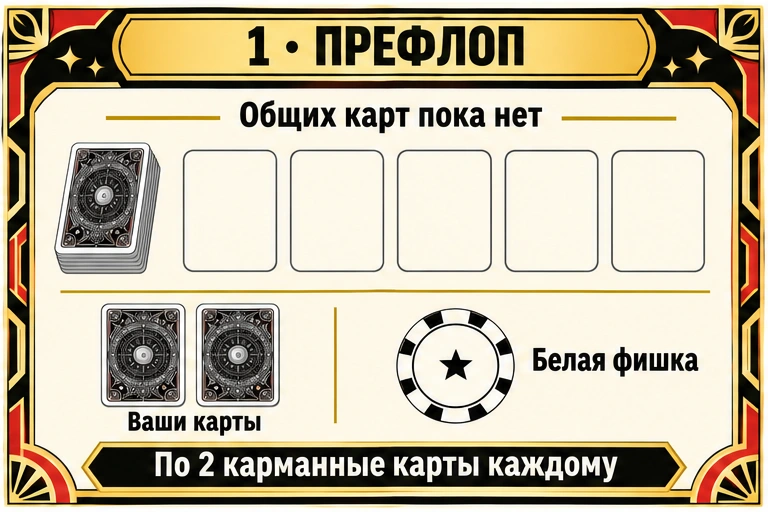 1 • ПРЕФЛОП
Общих карт пока нет
Белая фишка
Ваши карты
По 2 карманные карты каждому